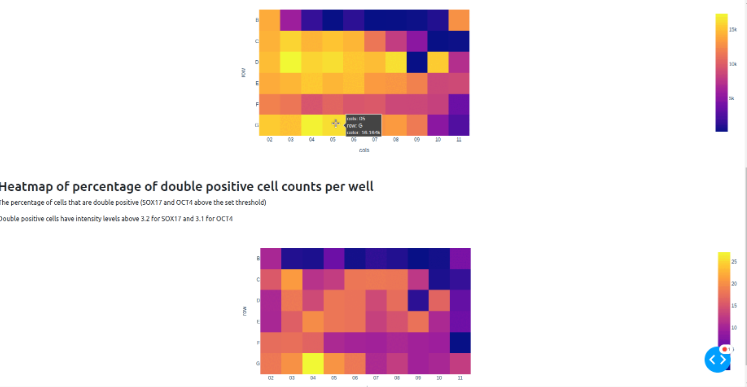 B
C
D
E
F
G
row
15k
10k
5k
cols: 05
row: G
02 03 04 05 06 07 08 09 10 11
cols
Heatmap of percentage of double positive cell counts per well
The percentage of cells that are double positive (SOX17 and OCT4 above the set threshold)
Double positive cells have intensity levels above 3.2 for SOX17 and 3.1 for OCT4
B
C
D
E
F
G
row
25
20
15
10
02 03 04 05 06 07 08 09 10 11